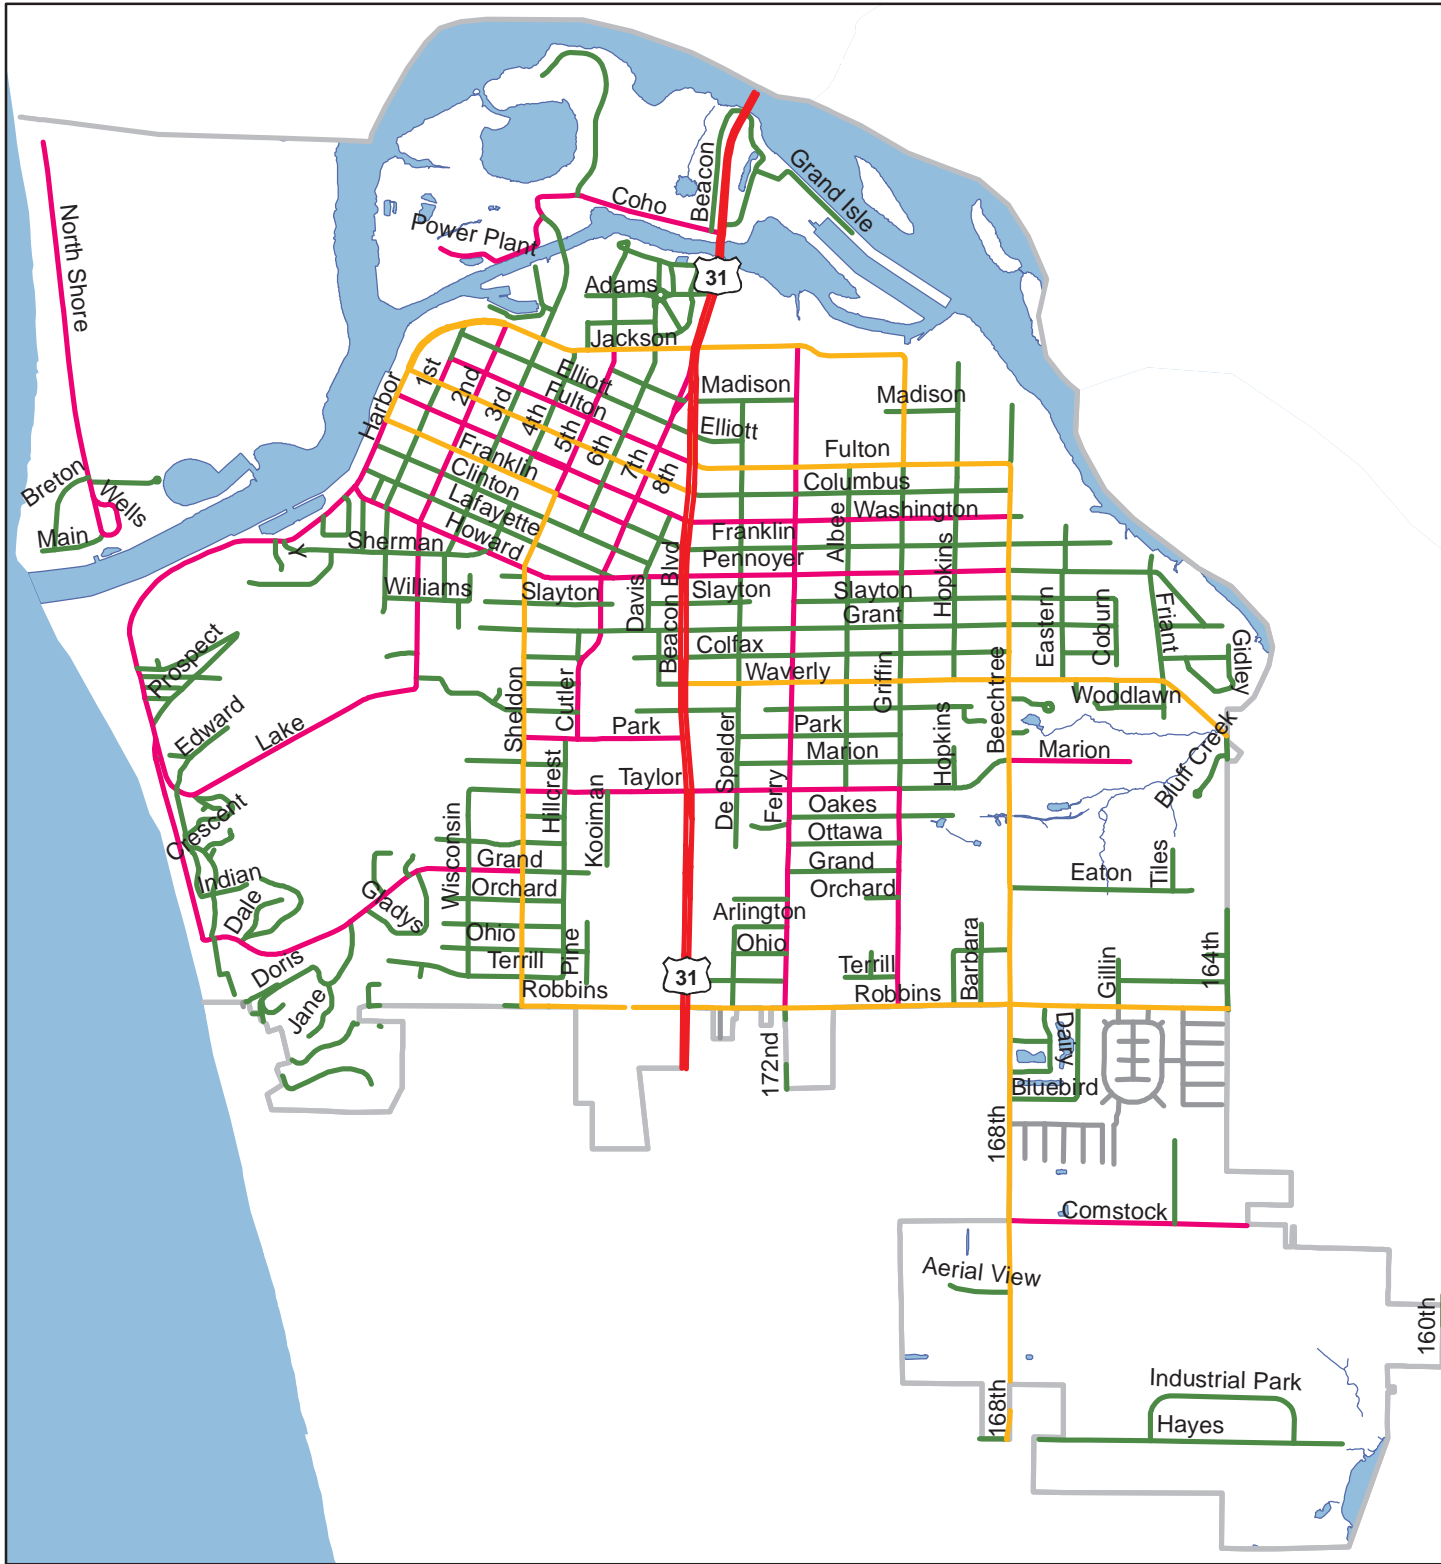 Beacon
Grand Isle
Coho
Power Plant
North Shore
31
Adams
Jackson
Harbor
1st
2nd
3rd
4th
5th
6th
7th
8th
Elliott
Fulton
Madison
Madison
Elliott
Fulton
Franklin
Clinton
Lafayette
Howard
Columbus
Washington
Breton
Wells
Main
Y
Sherman
Franklin
Albee
Pennoyer
Hopkins
Williams
Slayton
Davis
Beacon Blvd
Slayton
Slayton
Grant
Eastern
Coburn
Friant
Gidley
Prospect
Colfax
Waverly
Griffin
Beechtree
Woodlawn
Edward
Lake
Sheldon
Cutler
Park
De Spelder
Park
Marion
Hopkins
Marion
Bluff Creek
Taylor
Ferry
Hillcrest
Kooiman
Oakes
Ottawa
Crescent
Wisconsin
Grand
Grand
Orchard
Orchard
Eaton
Tiles
Indian
Dale
Gladys
Arlington
Ohio
Ohio
Pine
Terrill
Terrill
Barbara
Gillin
164th
Doris
Jane
31
Robbins
Robbins
172nd
Dairy
Bluebird
168th
Comstock
Aerial View
160th
168th
Industrial Park
Hayes